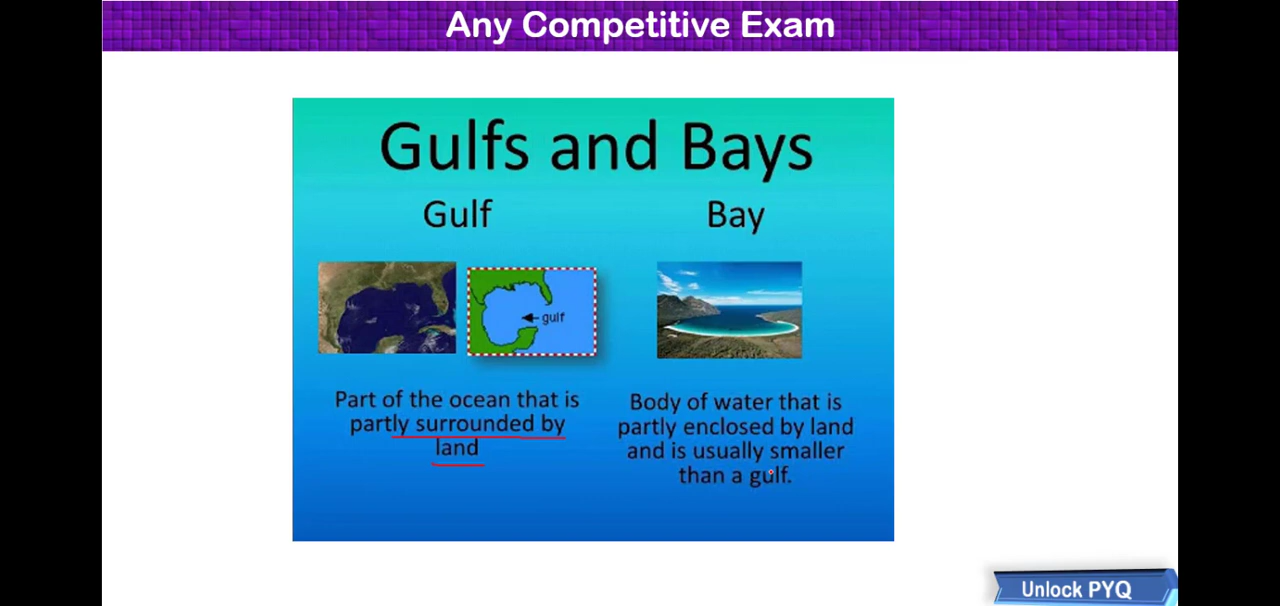 Any Competitive Exam
Gulfs and Bays
Gulf
Bay
gulf
Part of the ocean that is
partly surrounded by
land
Body of water that is
partly enclosed by land
and is usually smaller
than a gulf.
Unlock PYQ